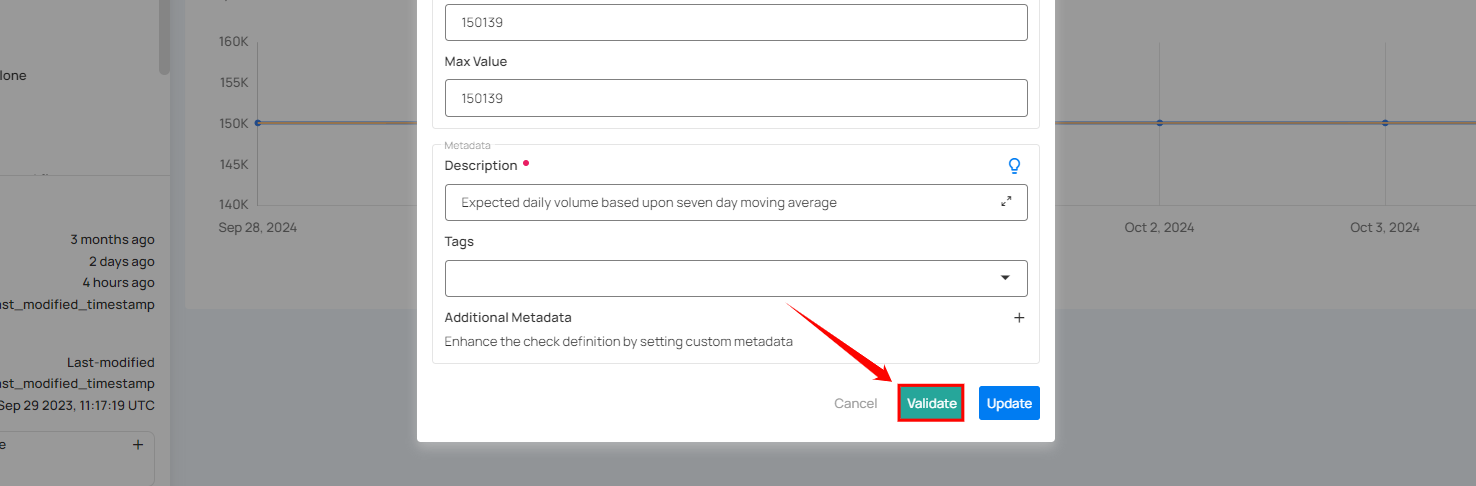 160K
155K
150K
145K
140K
Sep 28, 2024
Oct 2, 2024
Oct 3, 2024
lone
3 months ago
2 days ago
4 hours ago
ast_modified_timestamp
Last-modified
ast_modified_timestamp
Sep 29 2023, 11:17:19 UTC
e
+
150139
Max Value
150139
Metadata
Description
Expected daily volume based upon seven day moving average
Tags
Additional Metadata
+
Enhance the check definition by setting custom metadata
Cancel
Validate
Update